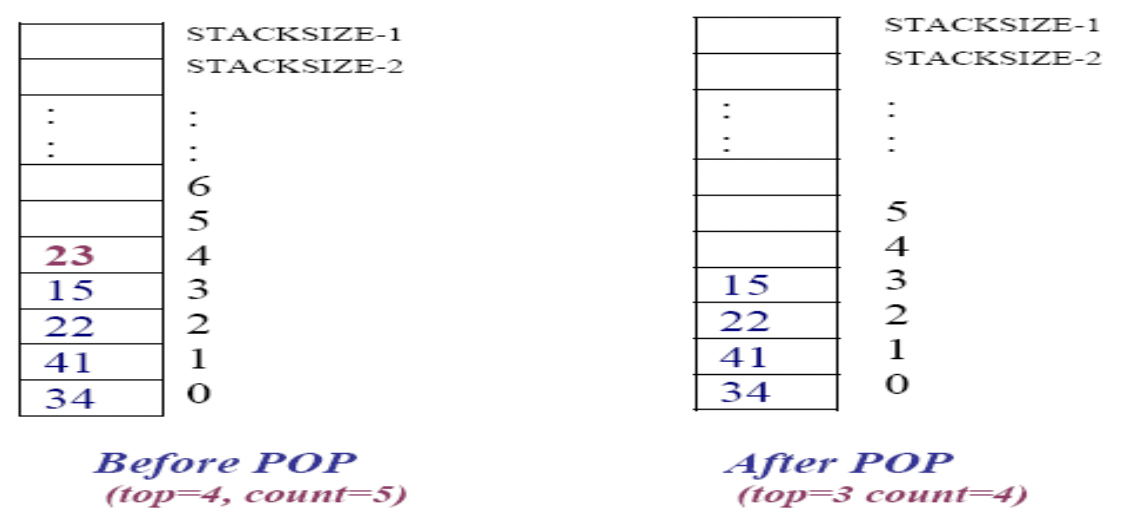 STACKSIZE-1
STACKSIZE-2
: :
: :
6
5
23 4
15 3
22 2
41 1
34 0
Before POP
(top=4, count=5)
STACKSIZE-1
STACKSIZE-2
: :
: :
5
4
15 3
22 2
41 1
34 0
After POP
(top=3 count=4)